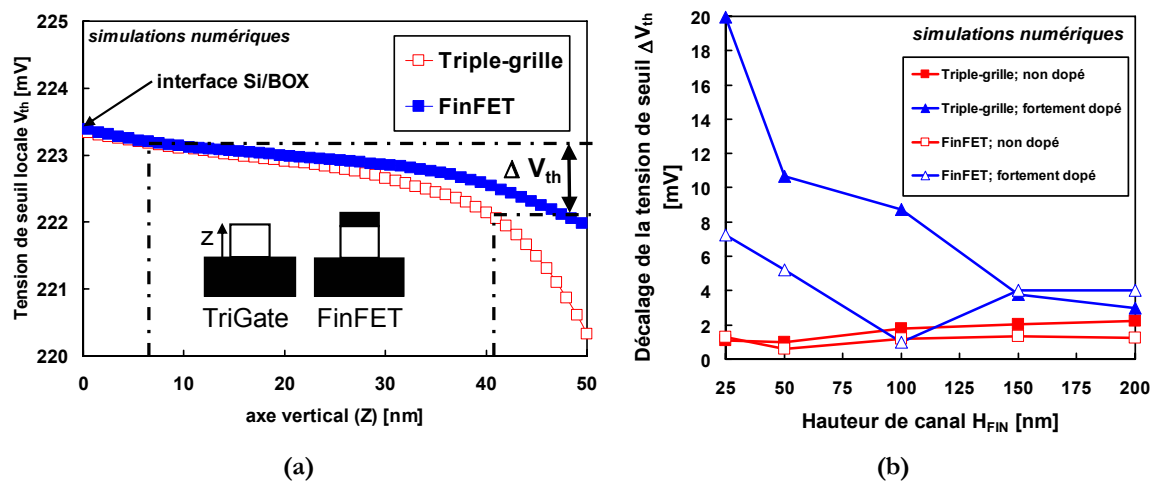 225
224
223
222
221
220
Tension de seuil locale Vth [mV]
simulations numériques
interface Si/BOX
Triple-grille
FinFET
Δ Vth
Z
TriGate
FinFET
0
10
20
30
40
50
axe vertical (Z) [nm]
(a)
20
18
16
14
12
10
8
6
4
2
0
Décalage de la tension de seuil ΔVth
[mV]
simulations numériques
Triple-grille; non dopé
Triple-grille; fortement dopé
FinFET; non dopé
FinFET; fortement dopé
25
50
75
100
125
150
175
200
Hauteur de canal HFIN [nm]
(b)